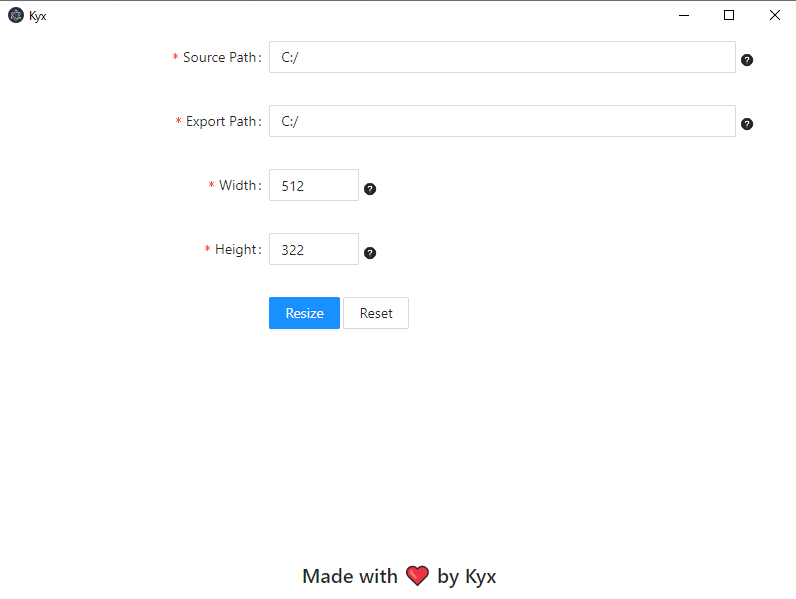 Kyx
* Source Path: C:/ ?
* Export Path: C:/ ?
* Width: 512 ?
* Height: 322 ?
Resize Reset
Made with ❤️ by Kyx